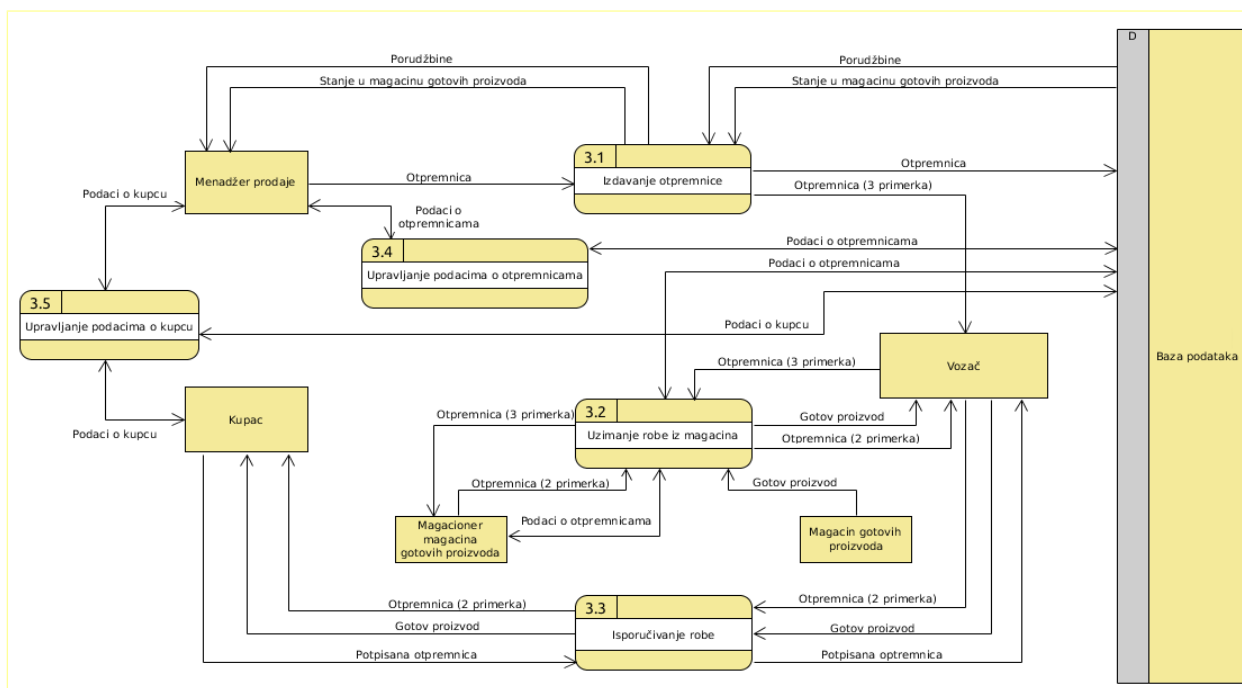 D
Porudžbine
Porudžbine
Stanje u magacinu gotovih proizvoda
Stanje u magacinu gotovih proizvoda
3.1
Izdavanje otpremnice
Otpremnica
Otpremnica
Menadžer prodaje
Otpremnica (3 primerka)
Podaci o kupcu
Podaci o
otpremnicama
3.4
Upravljanje podacima o otpremnicama
Podaci o otpremnicama
Podaci o otpremnicama
3.5
Upravljanje podacima o kupcu
Podaci o kupcu
Baza podataka
Otpremnica (3 primerka)
Vozač
Kupac
Podaci o kupcu
Otpremnica (3 primerka)
3.2
Uzimanje robe iz magacina
Gotov proizvod
Otpremnica (2 primerka)
Otpremnica (2 primerka)
Gotov proizvod
Podaci o otpremnicama
Magacioner
magacina
gotovih proizvoda
Magacin gotovih
proizvoda
Otpremnica (2 primerka)
3.3
Isporučivanje robe
Otpremnica (2 primerka)
Gotov proizvod
Gotov proizvod
Potpisana otpremnica
Potpisana optremnica